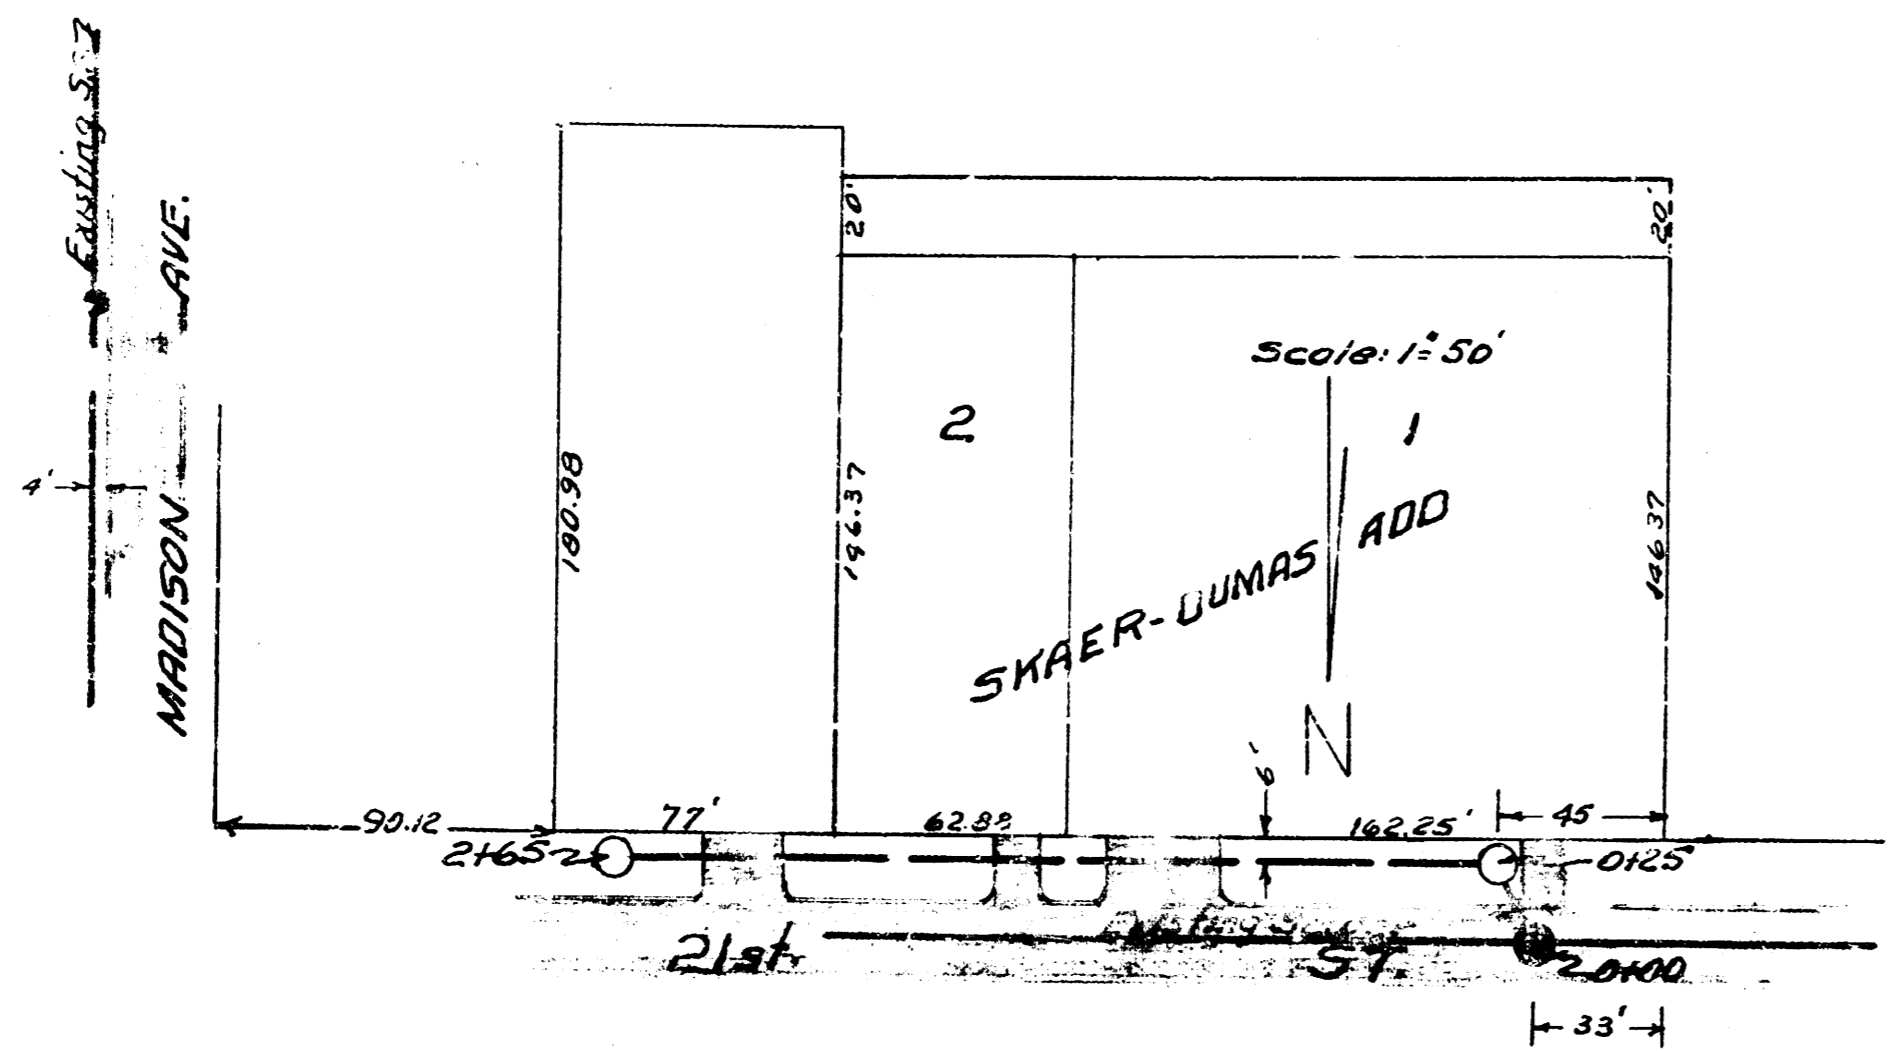 Existing S.
MADISON AVE.
4'
20'
20'
Scale: 1"=50'
2
1
180.98
146.37
146.37
SKAER-DUMAS ADD
N
6'
90.12
77'
62.88
162.25'
45
2+65
0+25
21st.
ST.
0+00
33'